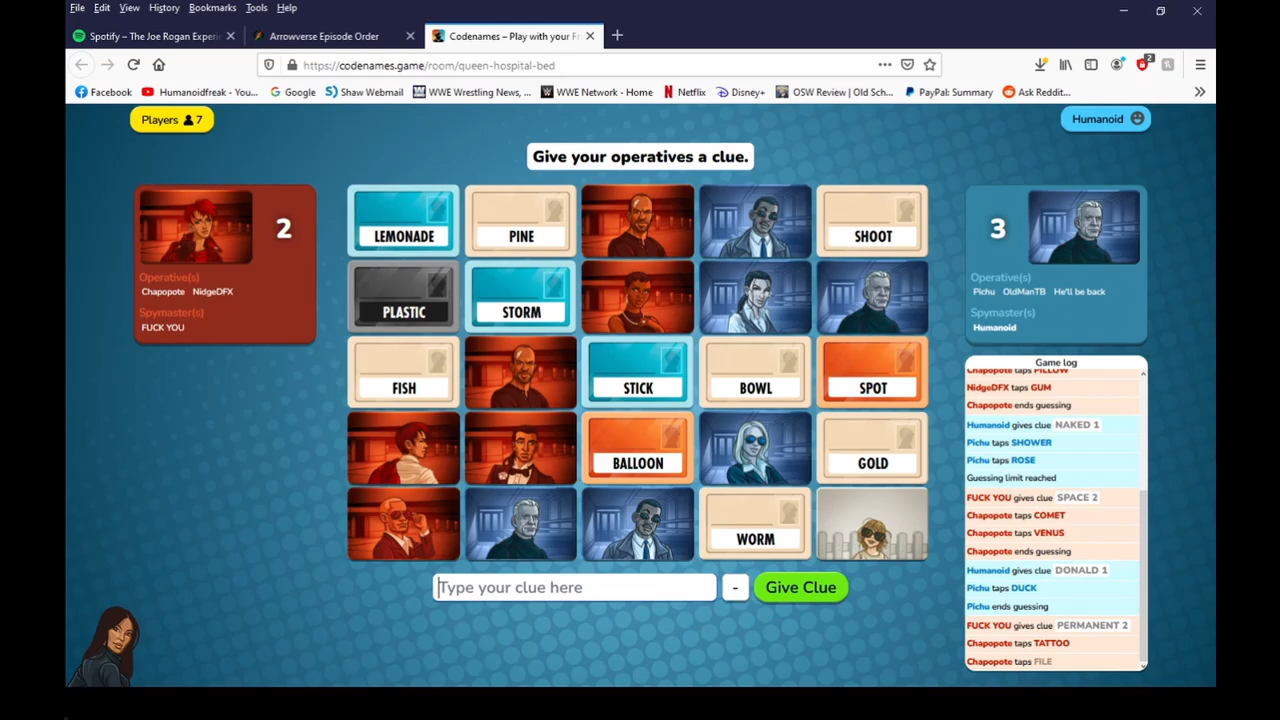 File Edit View History Bookmarks Tools Help
Spotify – The Joe Rogan Experie
Arrowverse Episode Order
Codenames – Play with your Fr
https://codenames.game/room/queen-hospital-bed
Facebook Humanoidfreak - You... Google Shaw Webmail WWE Wrestling News, ... WWE Network - Home Netflix Disney+ OSW Review | Old Sch... PayPal: Summary Ask Reddit...
Players 7
Humanoid
Give your operatives a clue.
2
Operative(s)
Chapopote NidgeDFX
Spymaster(s)
FUCK YOU
LEMONADE PINE SHOOT
PLASTIC STORM
FISH STICK BOWL SPOT
BALLOON GOLD
WORM
Type your clue here - Give Clue
3
Operative(s)
Pichu OldManTB He'll be back
Spymaster(s)
Humanoid
Game log
Chapopote taps PILLOW
NidgeDFX taps GUM
Chapopote ends guessing
Humanoid gives clue NAKED 1
Pichu taps SHOWER
Pichu taps ROSE
Guessing limit reached
FUCK YOU gives clue SPACE 2
Chapopote taps COMET
Chapopote taps VENUS
Chapopote ends guessing
Humanoid gives clue DONALD 1
Pichu taps DUCK
Pichu ends guessing
FUCK YOU gives clue PERMANENT 2
Chapopote taps TATTOO
Chapopote taps FILE